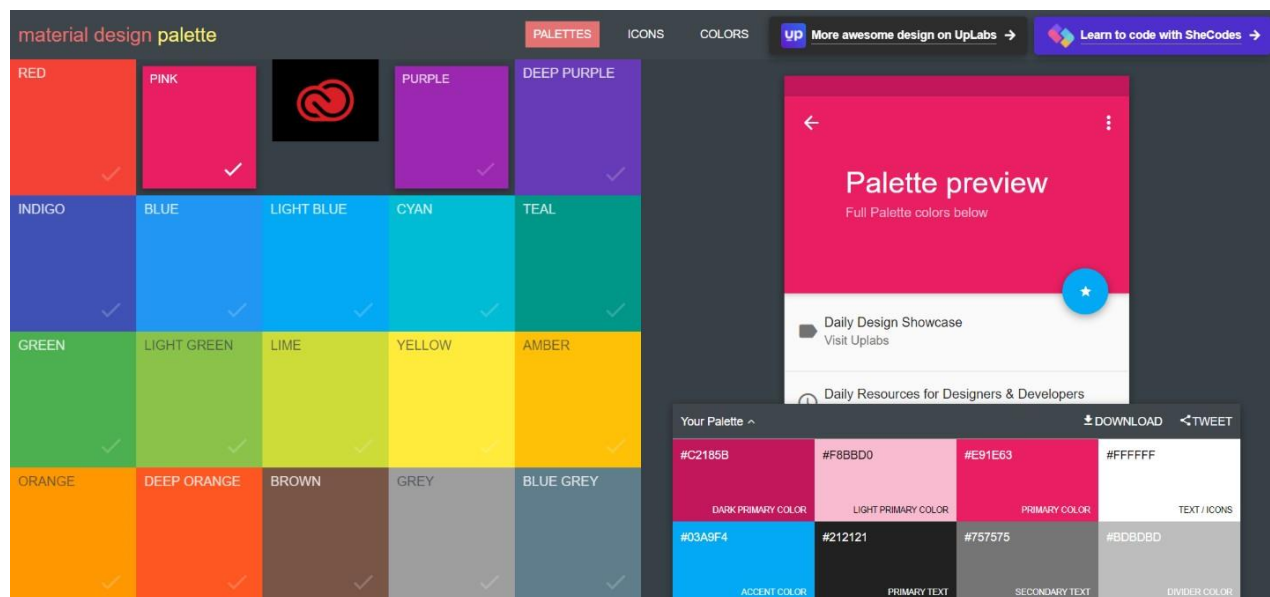 material design palette
PALETTES
ICONS
COLORS
up More awesome design on UpLabs →
Learn to code with SheCodes →
RED
PINK
PURPLE
DEEP PURPLE
INDIGO
BLUE
LIGHT BLUE
CYAN
TEAL
GREEN
LIGHT GREEN
LIME
YELLOW
AMBER
ORANGE
DEEP ORANGE
BROWN
GREY
BLUE GREY
Palette preview
Full Palette colors below
Daily Design Showcase
Visit Uplabs
Daily Resources for Designers & Developers
Your Palette
DOWNLOAD
TWEET
#C2185B
DARK PRIMARY COLOR
#F8BBD0
LIGHT PRIMARY COLOR
#E91E63
PRIMARY COLOR
#FFFFFF
TEXT / ICONS
#03A9F4
ACCENT COLOR
#212121
PRIMARY TEXT
#757575
SECONDARY TEXT
#BDBDBD
DIVIDER COLOR